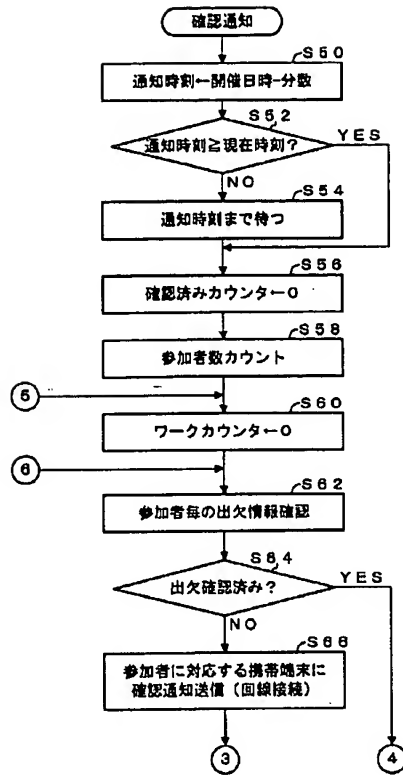 確認通知
S50
通知時刻←開催日時-分数
S52
通知時刻≧現在時刻?
YES
NO
S54
通知時刻まで待つ
S56
確認済みカウンター←0
S58
参加者数カウント
5
S60
ワークカウンター←0
6
S62
参加者毎の出欠情報確認
S64
出欠確認済み?
YES
NO
S66
参加者に対応する携帯端末に
確認通知送信(回線接続)
3
4